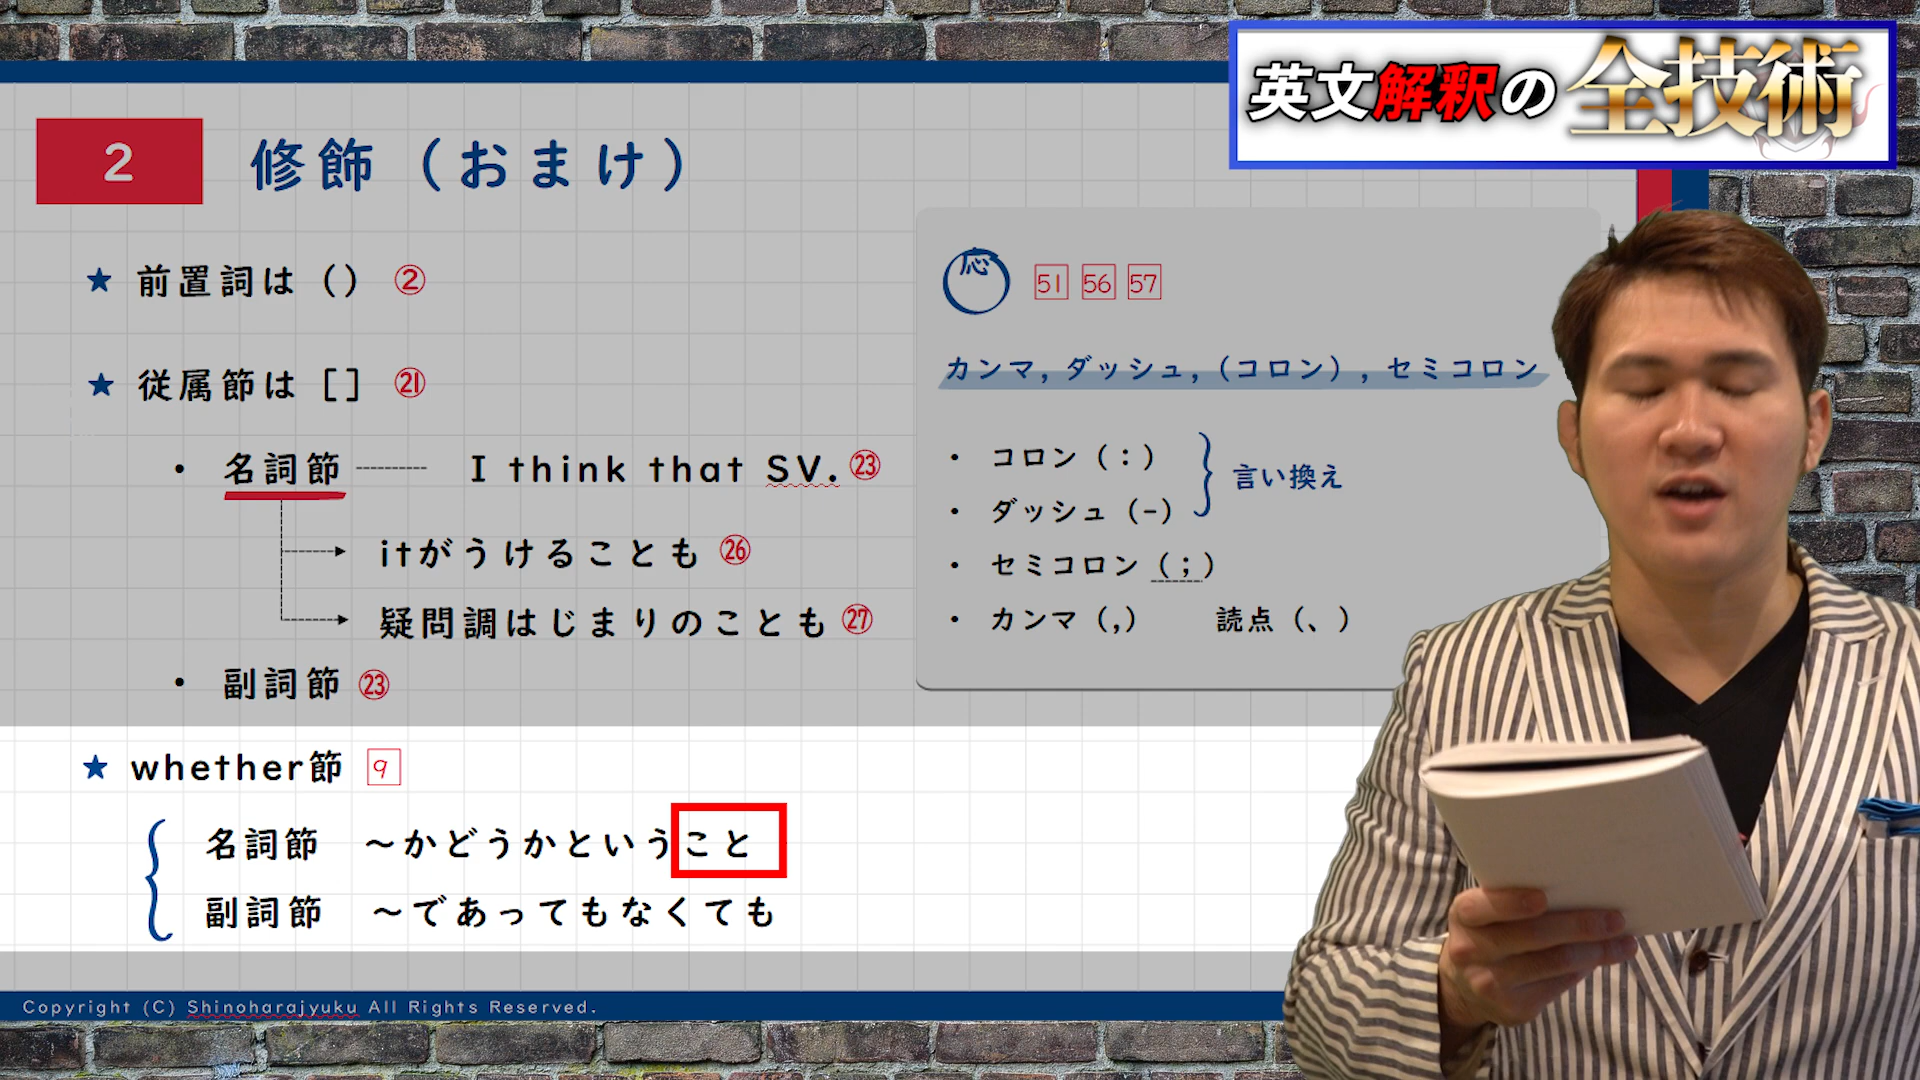 英文解釈の全技術
2 修飾（おまけ）
★ 前置詞は（） ②
★ 従属節は [] ㉑
・ 名詞節 I think that SV. ㉓
itがうけることも ㉖
疑問調はじまりのことも ㉗
・ 副詞節 ㉓
★ whether節 9
名詞節 〜かどうかということ
副詞節 〜であってもなくても
応 51 56 57
カンマ, ダッシュ,（コロン）, セミコロン
・ コロン（：）
・ ダッシュ（−）
言い換え
・ セミコロン（；）
・ カンマ（,） 読点（、）
Copyright (C) Shinoharajyuku All Rights Reserved.